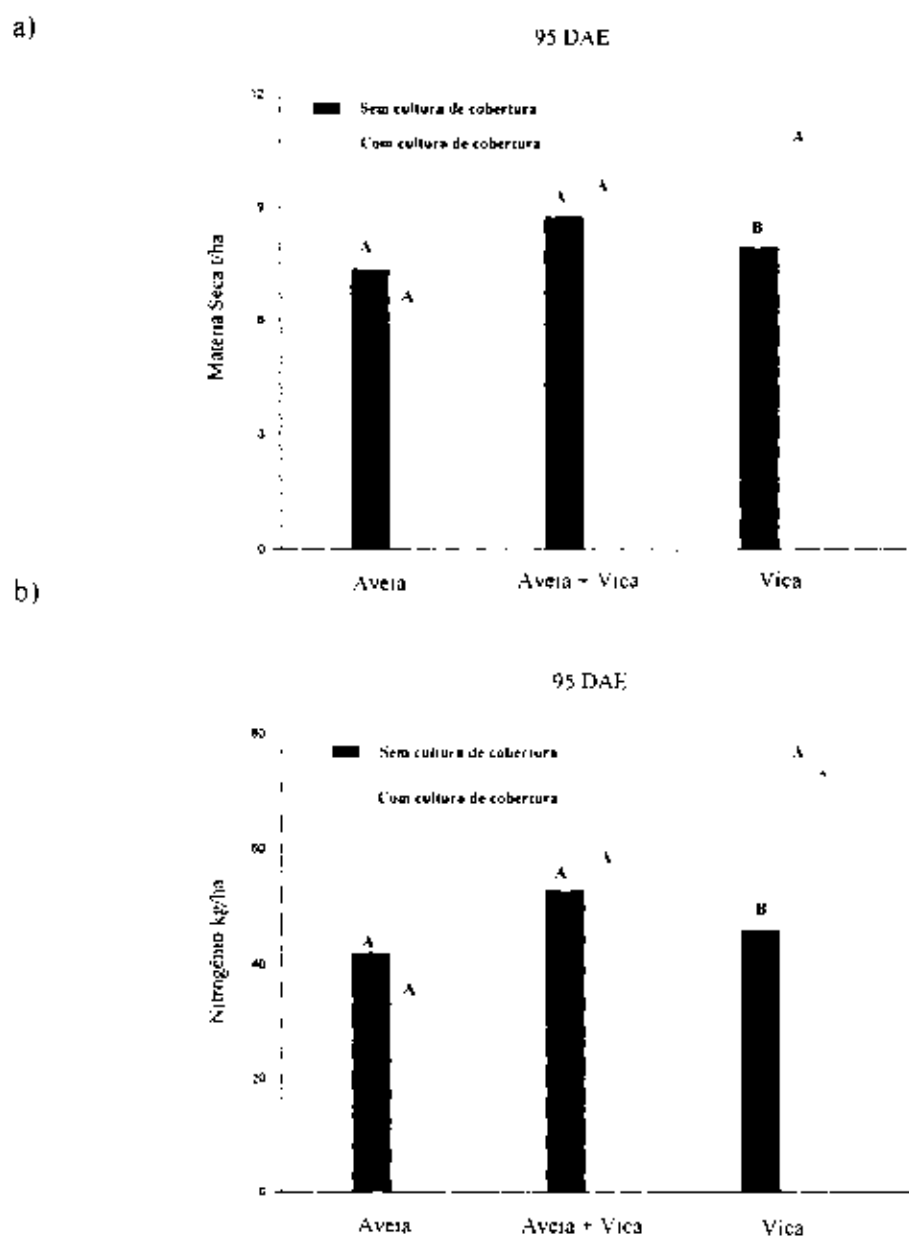 a)
95 DAE
12
Sem cultura de cobertura
Com cultura de cobertura
A
A
A
9
A
B
A
6
3
0
Materia Seca t/ha
Aveia
Aveia + Vica
Vica
b)
95 DAE
80
Sem cultura de cobertura
Com cultura de cobertura
A
60
A
A
B
A
40
A
20
Nitrogênio kg/ha
Aveia
Aveia + Vica
Vica